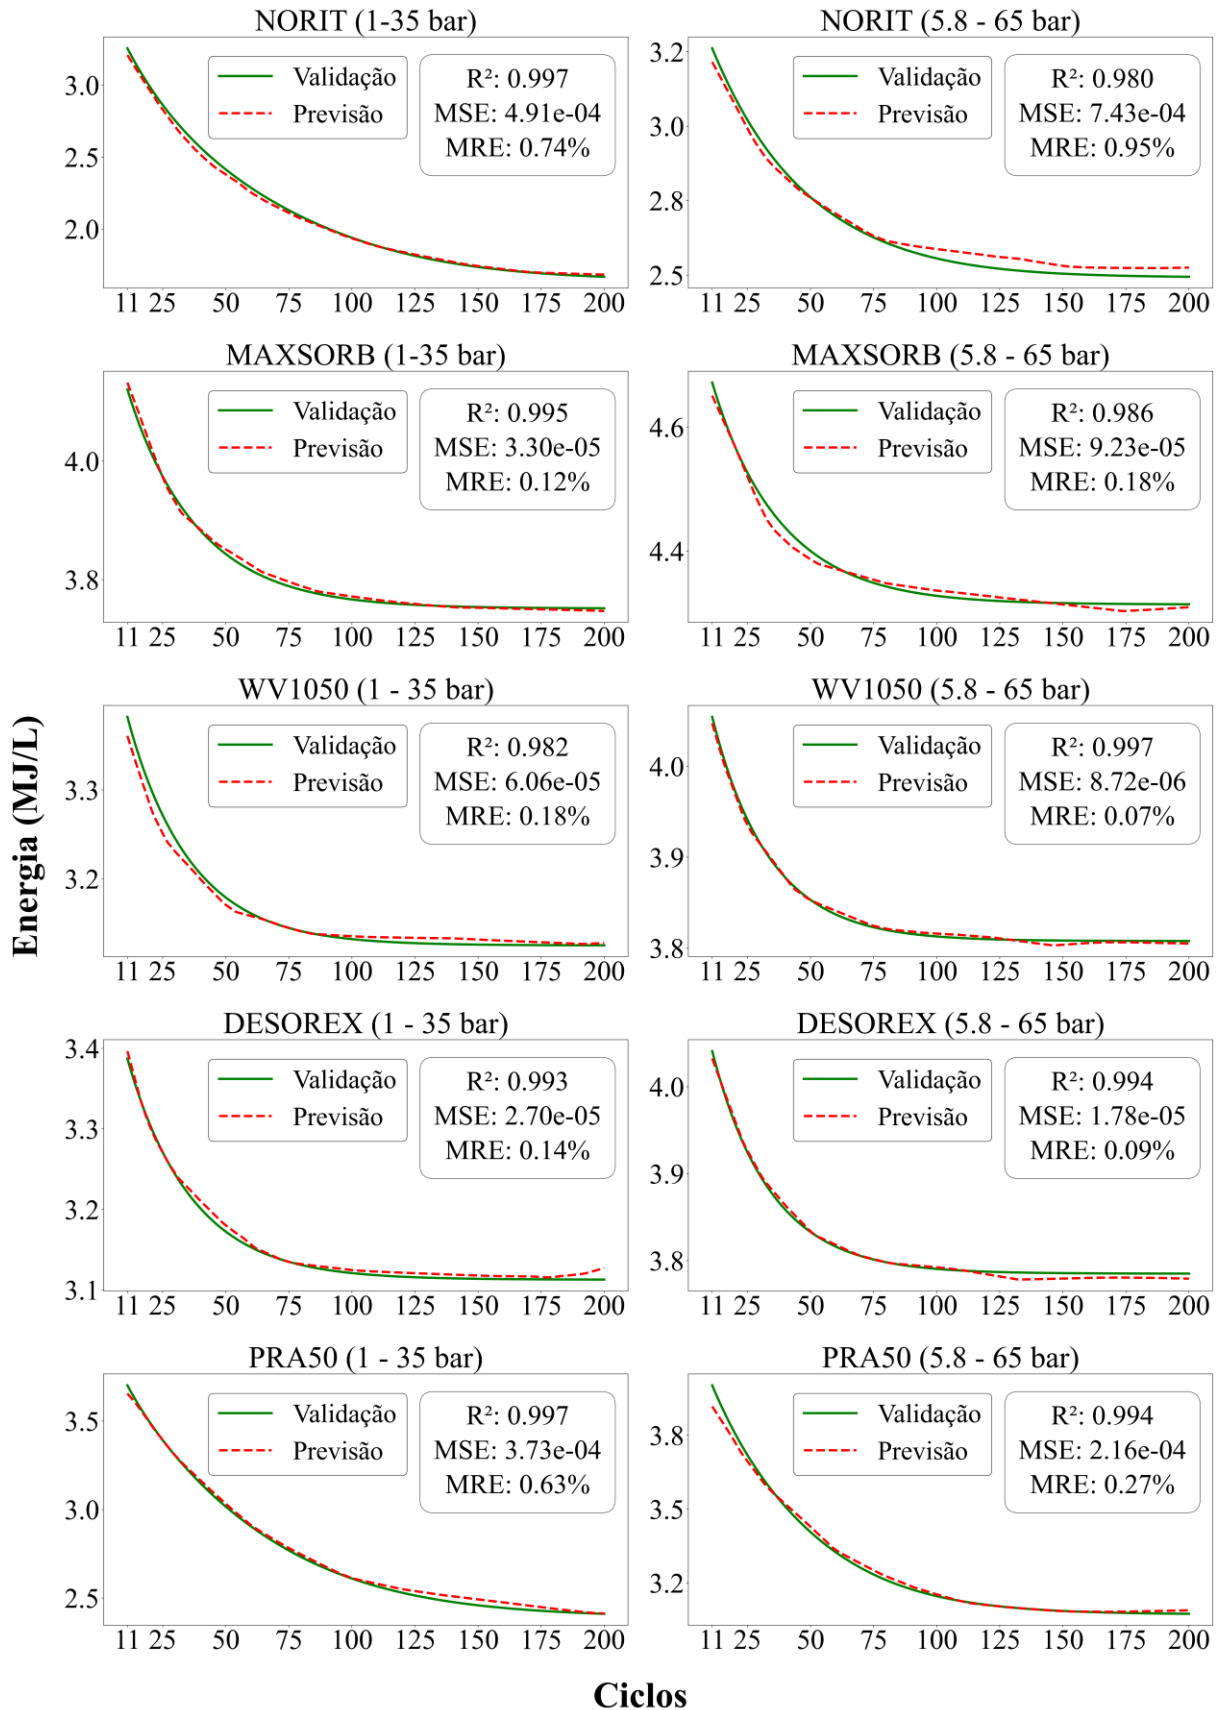 NORIT (1-35 bar)
Validação
Previsão
R²: 0.997
MSE: 4.91e-04
MRE: 0.74%
3.0
2.5
2.0
11 25 50 75 100 125 150 175 200
NORIT (5.8 - 65 bar)
Validação
Previsão
R²: 0.980
MSE: 7.43e-04
MRE: 0.95%
3.2
3.0
2.8
2.5
11 25 50 75 100 125 150 175 200
MAXSORB (1-35 bar)
Validação
Previsão
R²: 0.995
MSE: 3.30e-05
MRE: 0.12%
4.0
3.8
11 25 50 75 100 125 150 175 200
MAXSORB (5.8 - 65 bar)
Validação
Previsão
R²: 0.986
MSE: 9.23e-05
MRE: 0.18%
4.6
4.4
11 25 50 75 100 125 150 175 200
Energia (MJ/L)
WV1050 (1 - 35 bar)
Validação
Previsão
R²: 0.982
MSE: 6.06e-05
MRE: 0.18%
3.3
3.2
11 25 50 75 100 125 150 175 200
WV1050 (5.8 - 65 bar)
Validação
Previsão
R²: 0.997
MSE: 8.72e-06
MRE: 0.07%
4.0
3.9
3.8
11 25 50 75 100 125 150 175 200
DESOREX (1 - 35 bar)
Validação
Previsão
R²: 0.993
MSE: 2.70e-05
MRE: 0.14%
3.4
3.3
3.2
3.1
11 25 50 75 100 125 150 175 200
DESOREX (5.8 - 65 bar)
Validação
Previsão
R²: 0.994
MSE: 1.78e-05
MRE: 0.09%
4.0
3.9
3.8
11 25 50 75 100 125 150 175 200
PRA50 (1 - 35 bar)
Validação
Previsão
R²: 0.997
MSE: 3.73e-04
MRE: 0.63%
3.5
3.0
2.5
11 25 50 75 100 125 150 175 200
PRA50 (5.8 - 65 bar)
Validação
Previsão
R²: 0.994
MSE: 2.16e-04
MRE: 0.27%
3.8
3.5
3.2
11 25 50 75 100 125 150 175 200
Ciclos